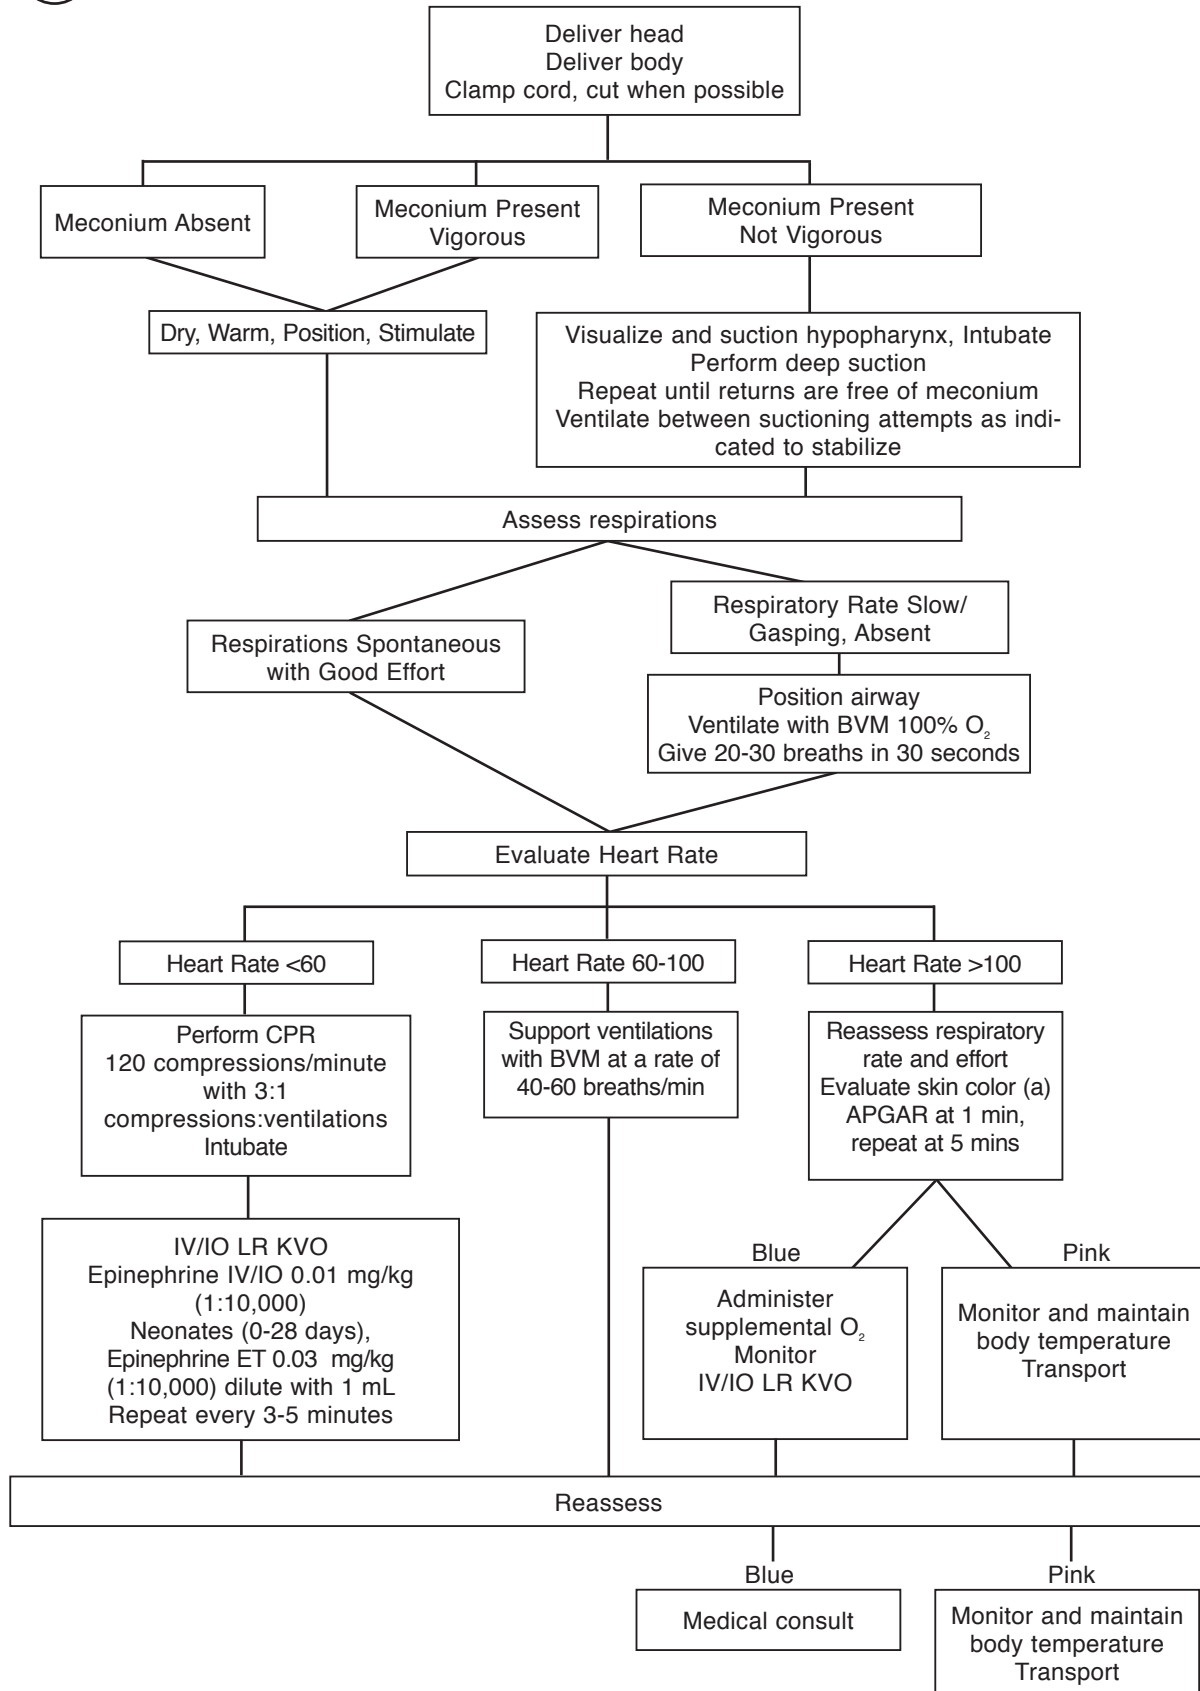 Deliver head
Deliver body
Clamp cord, cut when possible
Meconium Absent
Meconium Present
Vigorous
Meconium Present
Not Vigorous
Dry, Warm, Position, Stimulate
Visualize and suction hypopharynx, Intubate
Perform deep suction
Repeat until returns are free of meconium
Ventilate between suctioning attempts as indi-
cated to stabilize
Assess respirations
Respirations Spontaneous
with Good Effort
Respiratory Rate Slow/
Gasping, Absent
Position airway
Ventilate with BVM 100% O₂
Give 20-30 breaths in 30 seconds
Evaluate Heart Rate
Heart Rate <60
Heart Rate 60-100
Heart Rate >100
Perform CPR
120 compressions/minute
with 3:1
compressions:ventilations
Intubate
Support ventilations
with BVM at a rate of
40-60 breaths/min
Reassess respiratory
rate and effort
Evaluate skin color (a)
APGAR at 1 min,
repeat at 5 mins
IV/IO LR KVO
Epinephrine IV/IO 0.01 mg/kg
(1:10,000)
Neonates (0-28 days),
Epinephrine ET 0.03 mg/kg
(1:10,000) dilute with 1 mL
Repeat every 3-5 minutes
Blue
Administer
supplemental O₂
Monitor
IV/IO LR KVO
Pink
Monitor and maintain
body temperature
Transport
Reassess
Blue
Medical consult
Pink
Monitor and maintain
body temperature
Transport